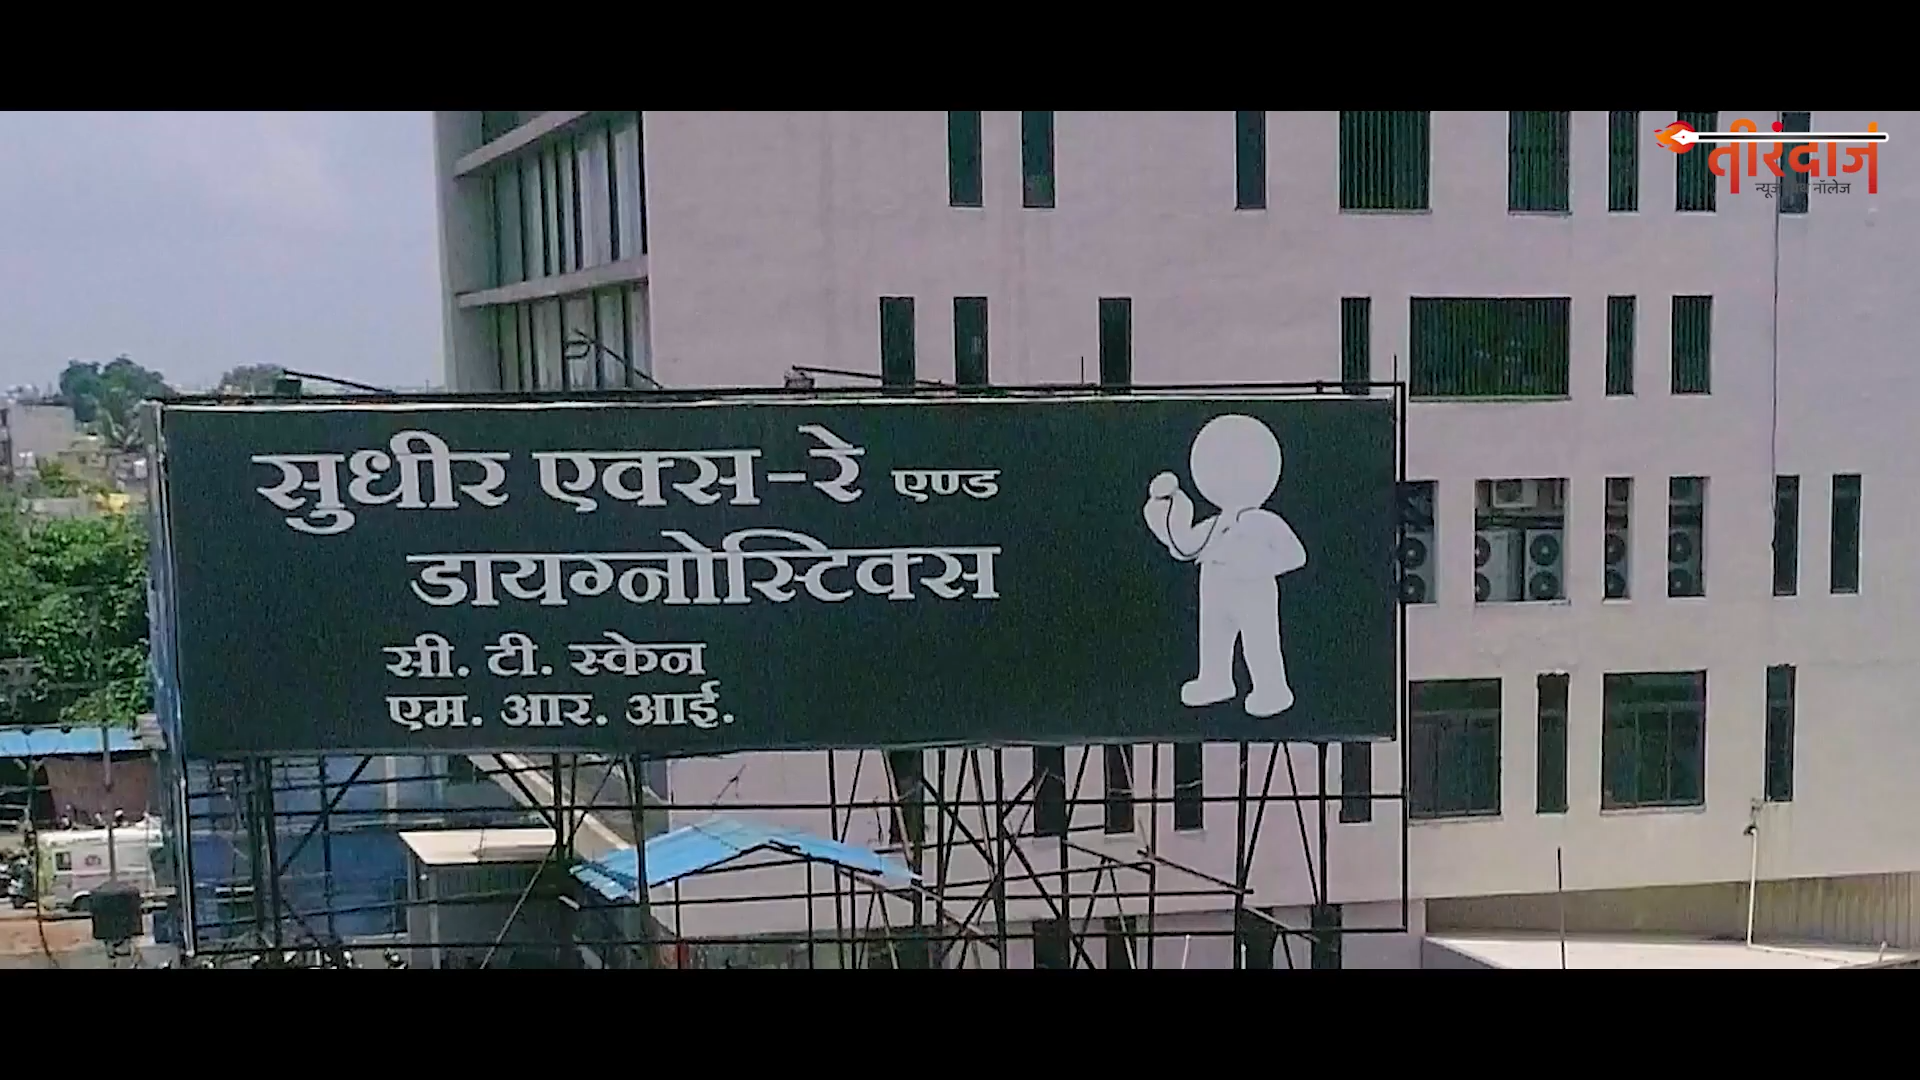 तीरंदाज
सुधीर एक्स-रे एण्ड
डायग्नोस्टिक्स
सी. टी. स्केन
एम. आर. आई.